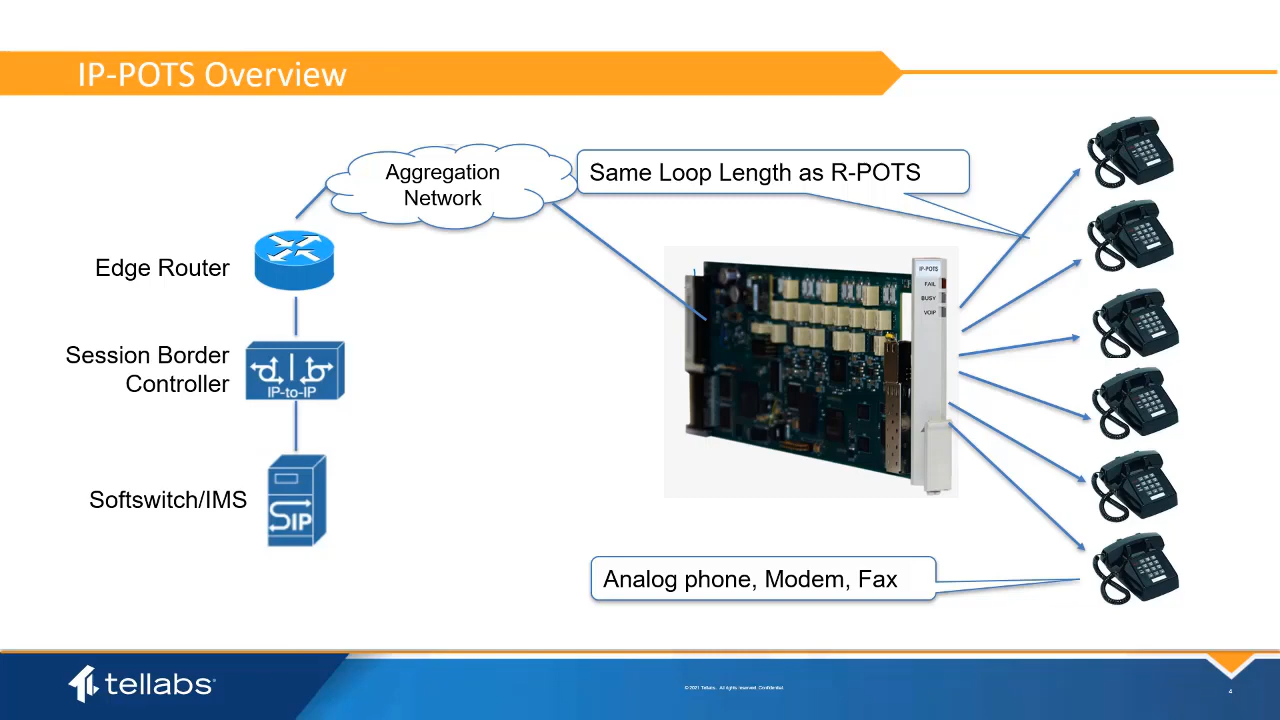 IP-POTS Overview
Aggregation
Network
Same Loop Length as R-POTS
Edge Router
IP-POTS
FAIL
BUSY
VOIP
Session Border
Controller
IP-to-IP
Softswitch/IMS
SIP
Analog phone, Modem, Fax
tellabs
© 2021 Tellabs. All rights reserved. Confidential
4